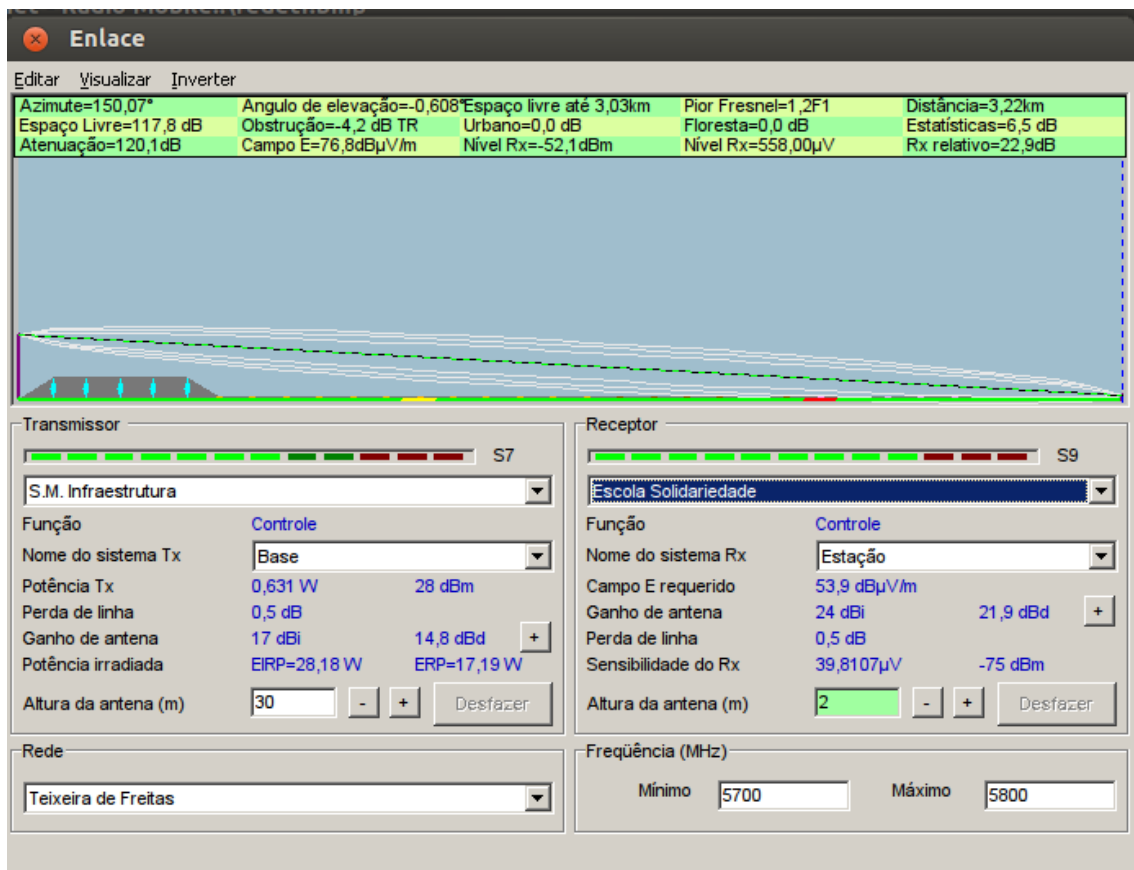 Enlace
Editar Visualizar Inverter
Azimute=150,07° Angulo de elevação=-0,608° Espaço livre até 3,03km Pior Fresnel=1,2F1 Distância=3,22km
Espaço Livre=117,8 dB Obstrução=-4,2 dB TR Urbano=0,0 dB Floresta=0,0 dB Estatísticas=6,5 dB
Atenuação=120,1dB Campo E=76,8dBµV/m Nível Rx=-52,1dBm Nível Rx=558,00µV Rx relativo=22,9dB
Transmissor
S7
S.M. Infraestrutura
Função Controle
Nome do sistema Tx Base
Potência Tx 0,631 W 28 dBm
Perda de linha 0,5 dB
Ganho de antena 17 dBi 14,8 dBd +
Potência irradiada EIRP=28,18 W ERP=17,19 W
Altura da antena (m) 30 - + Desfazer
Receptor
S9
Escola Solidariedade
Função Controle
Nome do sistema Rx Estação
Campo E requerido 53,9 dBµV/m
Ganho de antena 24 dBi 21,9 dBd +
Perda de linha 0,5 dB
Sensibilidade do Rx 39,8107µV -75 dBm
Altura da antena (m) 2 - + Desfazer
Rede
Teixeira de Freitas
Freqüência (MHz)
Mínimo 5700 Máximo 5800